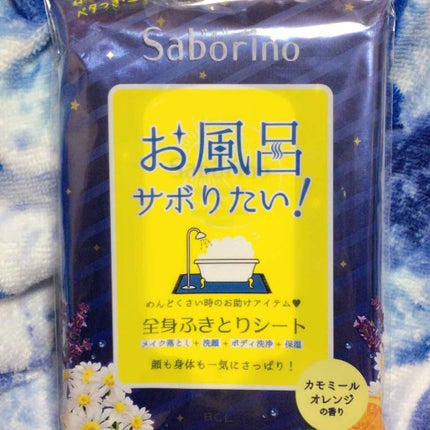 Saborino
お風呂
サボりたい!
めんどくさい時のお助けアイテム♥
全身ふきとりシート
メイク落とし + 洗顔 + ボディ洗浄 + 保湿
顔も身体も一気にさっぱり!
カモミール
オレンジ
の香り
BCL